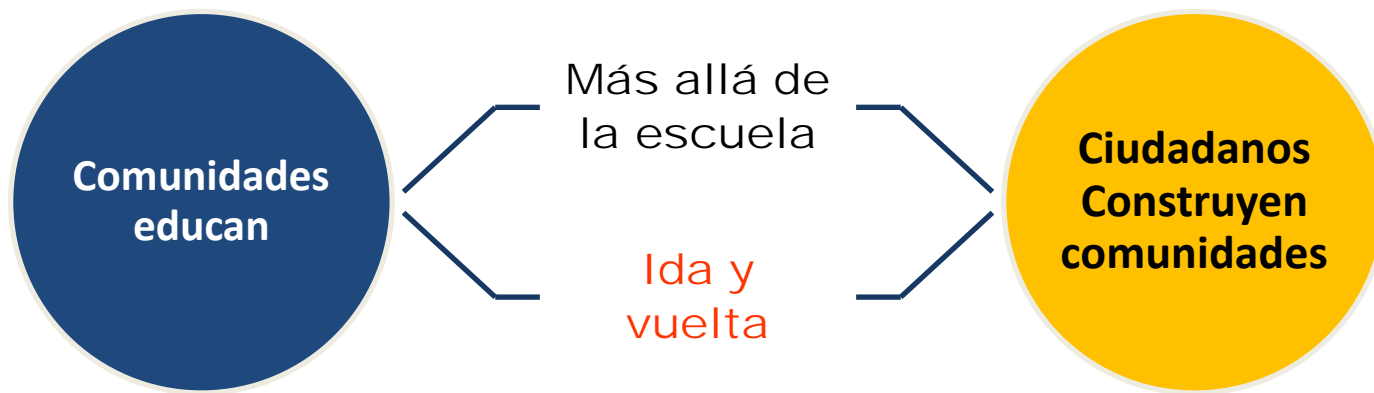 Comunidades
educan
Más allá de
la escuela
Ida y
vuelta
Ciudadanos
Construyen
comunidades